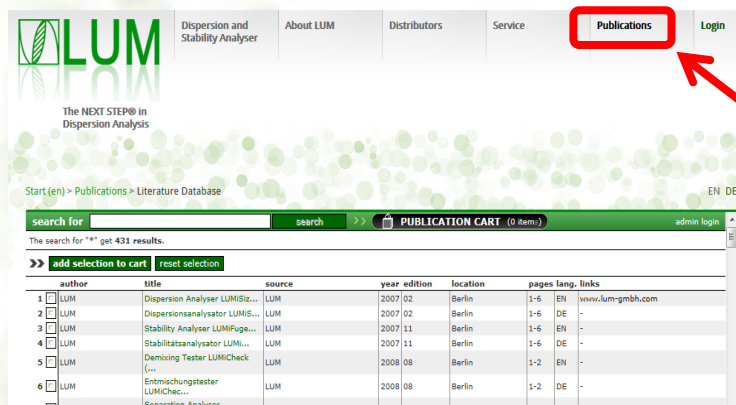 LUM
Dispersion and
Stability Analyser
About LUM
Distributors
Service
Publications
Login
The NEXT STEP® in
Dispersion Analysis
Start (en) > Publications > Literature Database
EN DE
search for
search >> PUBLICATION CART (0 items)
admin login
The search for "*" get 431 results.
>> add selection to cart reset selection
author title source year edition location pages lang. links
1 LUM Dispersion Analyser LUMiSiz... LUM 2007 02 Berlin 1-6 EN www.lum-gmbh.com
2 LUM Dispersionsanalysator LUMiS... LUM 2007 02 Berlin 1-6 DE -
3 LUM Stability Analyser LUMiFuge... LUM 2007 11 Berlin 1-6 EN -
4 LUM Stabilitätsanalysator LUMi... LUM 2007 11 Berlin 1-6 DE -
5 LUM Demixing Tester LUMiCheck
(... LUM 2008 08 Berlin 1-2 EN -
6 LUM Entmischungstester
LUMiChec... LUM 2008 08 Berlin 1-2 DE -
Separation Analyser